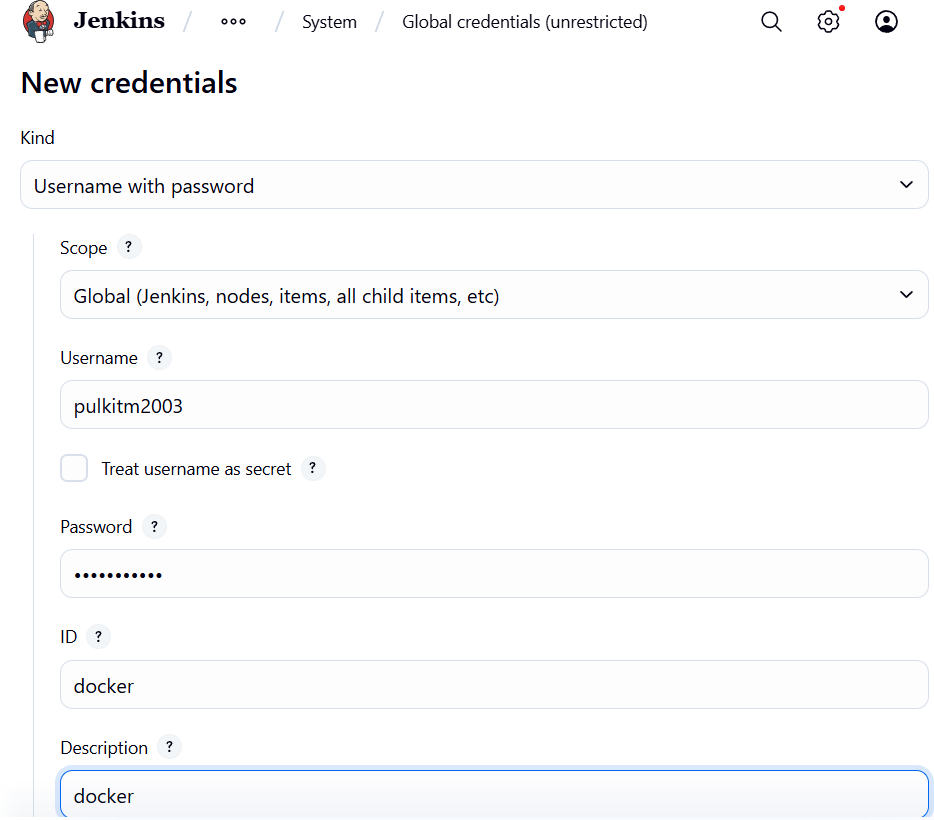 Jenkins / ••• / System / Global credentials (unrestricted)
New credentials
Kind
Username with password
Scope ?
Global (Jenkins, nodes, items, all child items, etc)
Username ?
pulkitm2003
Treat username as secret ?
Password ?
•••••••••••
ID ?
docker
Description ?
docker